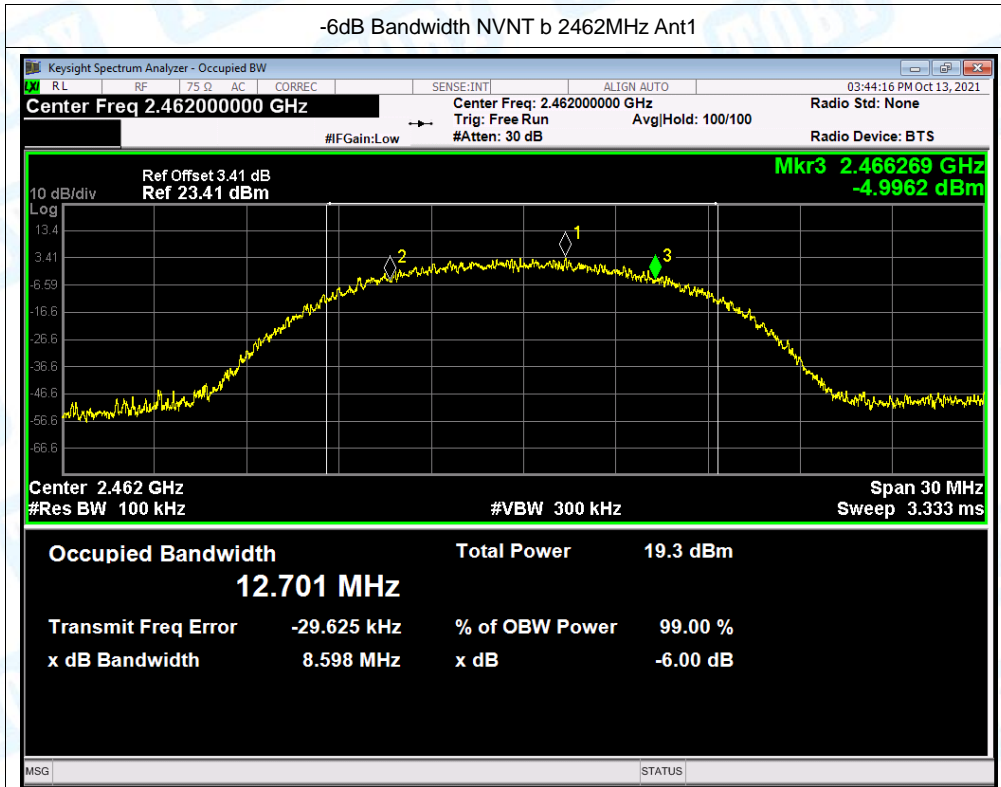 -6dB Bandwidth NVNT b 2462MHz Ant1
Keysight Spectrum Analyzer - Occupied BW
LXI RL RF 75 Ω AC CORREC SENSE:INT ALIGN AUTO 03:44:16 PM Oct 13, 2021
Center Freq 2.462000000 GHz Center Freq: 2.462000000 GHz Radio Std: None
Trig: Free Run Avg|Hold: 100/100
#IFGain:Low #Atten: 30 dB Radio Device: BTS
Mkr3 2.466269 GHz
-4.9962 dBm
Ref Offset 3.41 dB
10 dB/div Ref 23.41 dBm
Log
13.4
3.41
-6.59
-16.6
-26.6
-36.6
-46.6
-56.6
-66.6
1
2
3
Center 2.462 GHz Span 30 MHz
#Res BW 100 kHz #VBW 300 kHz Sweep 3.333 ms
Occupied Bandwidth Total Power 19.3 dBm
12.701 MHz
Transmit Freq Error -29.625 kHz % of OBW Power 99.00 %
x dB Bandwidth 8.598 MHz x dB -6.00 dB
MSG STATUS